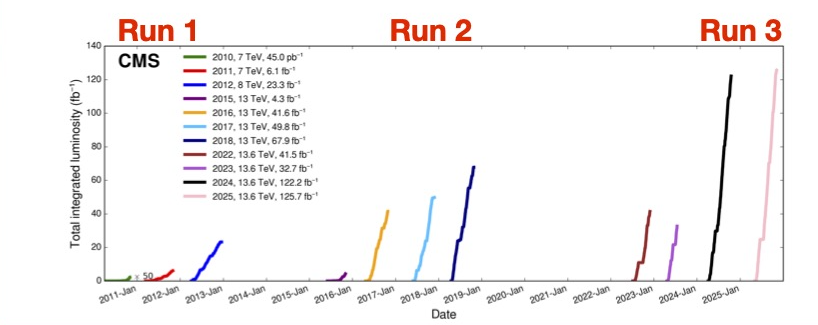 Run 1 Run 2 Run 3
CMS
2010, 7 TeV, 45.0 pb⁻¹
2011, 7 TeV, 6.1 fb⁻¹
2012, 8 TeV, 23.3 fb⁻¹
2015, 13 TeV, 4.3 fb⁻¹
2016, 13 TeV, 41.6 fb⁻¹
2017, 13 TeV, 49.8 fb⁻¹
2018, 13 TeV, 67.9 fb⁻¹
2022, 13.6 TeV, 41.5 fb⁻¹
2023, 13.6 TeV, 32.7 fb⁻¹
2024, 13.6 TeV, 122.2 fb⁻¹
2025, 13.6 TeV, 125.7 fb⁻¹
Total integrated luminosity (fb⁻¹)
140
120
100
80
60
40
20
0
× 50
2011-Jan 2012-Jan 2013-Jan 2014-Jan 2015-Jan 2016-Jan 2017-Jan 2018-Jan 2019-Jan 2020-Jan 2021-Jan 2022-Jan 2023-Jan 2024-Jan 2025-Jan
Date